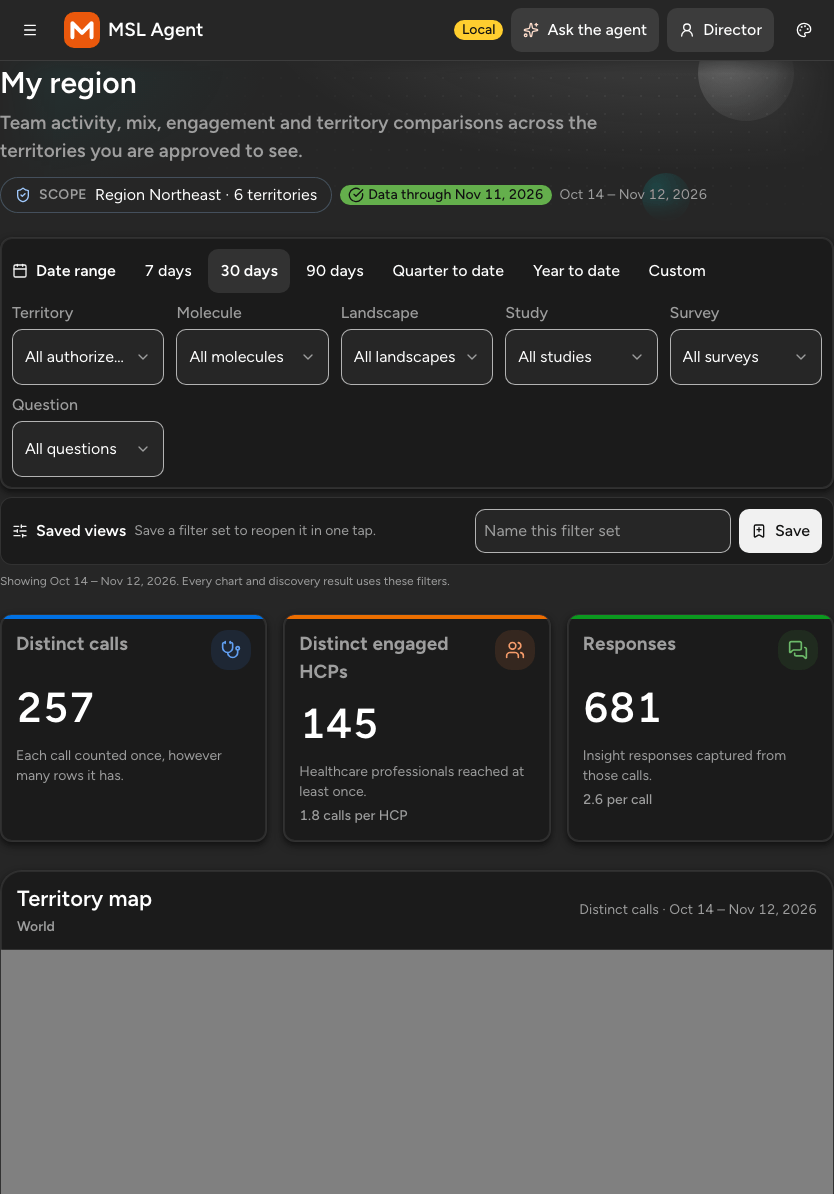 MSL Agent
Local
Ask the agent
Director
My region
Team activity, mix, engagement and territory comparisons across the
territories you are approved to see.
SCOPE Region Northeast · 6 territories
Data through Nov 11, 2026
Oct 14 – Nov 12, 2026
Date range
7 days
30 days
90 days
Quarter to date
Year to date
Custom
Territory
Molecule
Landscape
Study
Survey
All authorize...
All molecules
All landscapes
All studies
All surveys
Question
All questions
Saved views
Save a filter set to reopen it in one tap.
Name this filter set
Save
Showing Oct 14 – Nov 12, 2026. Every chart and discovery result uses these filters.
Distinct calls
257
Each call counted once, however
many rows it has.
Distinct engaged
HCPs
145
Healthcare professionals reached at
least once.
1.8 calls per HCP
Responses
681
Insight responses captured from
those calls.
2.6 per call
Territory map
World
Distinct calls · Oct 14 – Nov 12, 2026